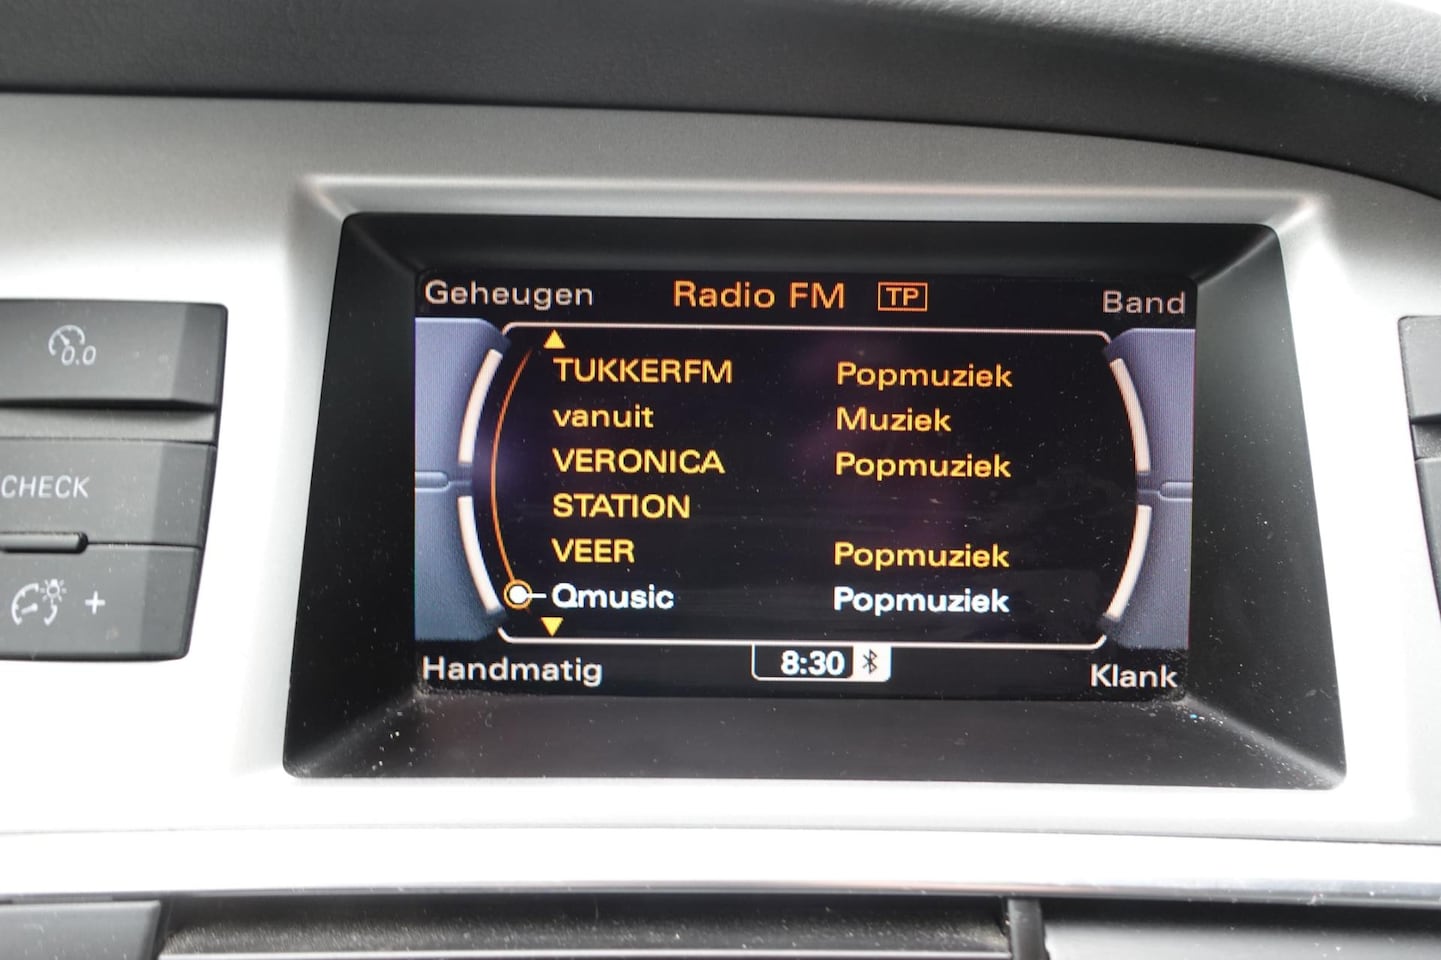 Geheugen Radio FM TP Band
TUKKERFM Popmuziek
vanuit Muziek
VERONICA Popmuziek
STATION
VEER Popmuziek
Qmusic Popmuziek
Handmatig 8:30 Klank
0.0
CHECK
+